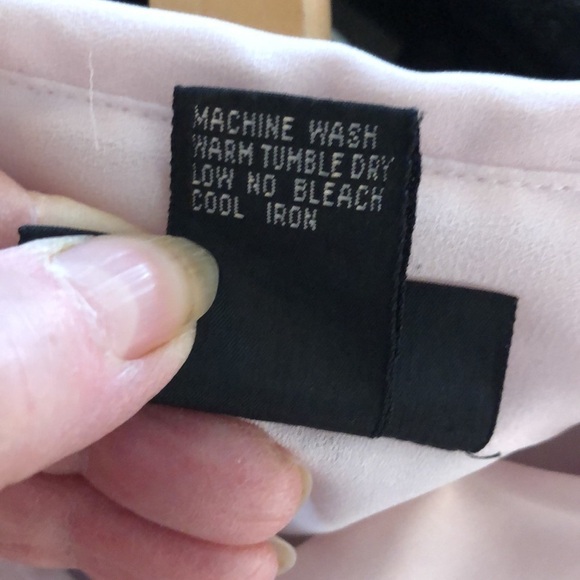 MACHINE WASH
WARM TUMBLE DRY
LOW NO BLEACH
COOL IRON